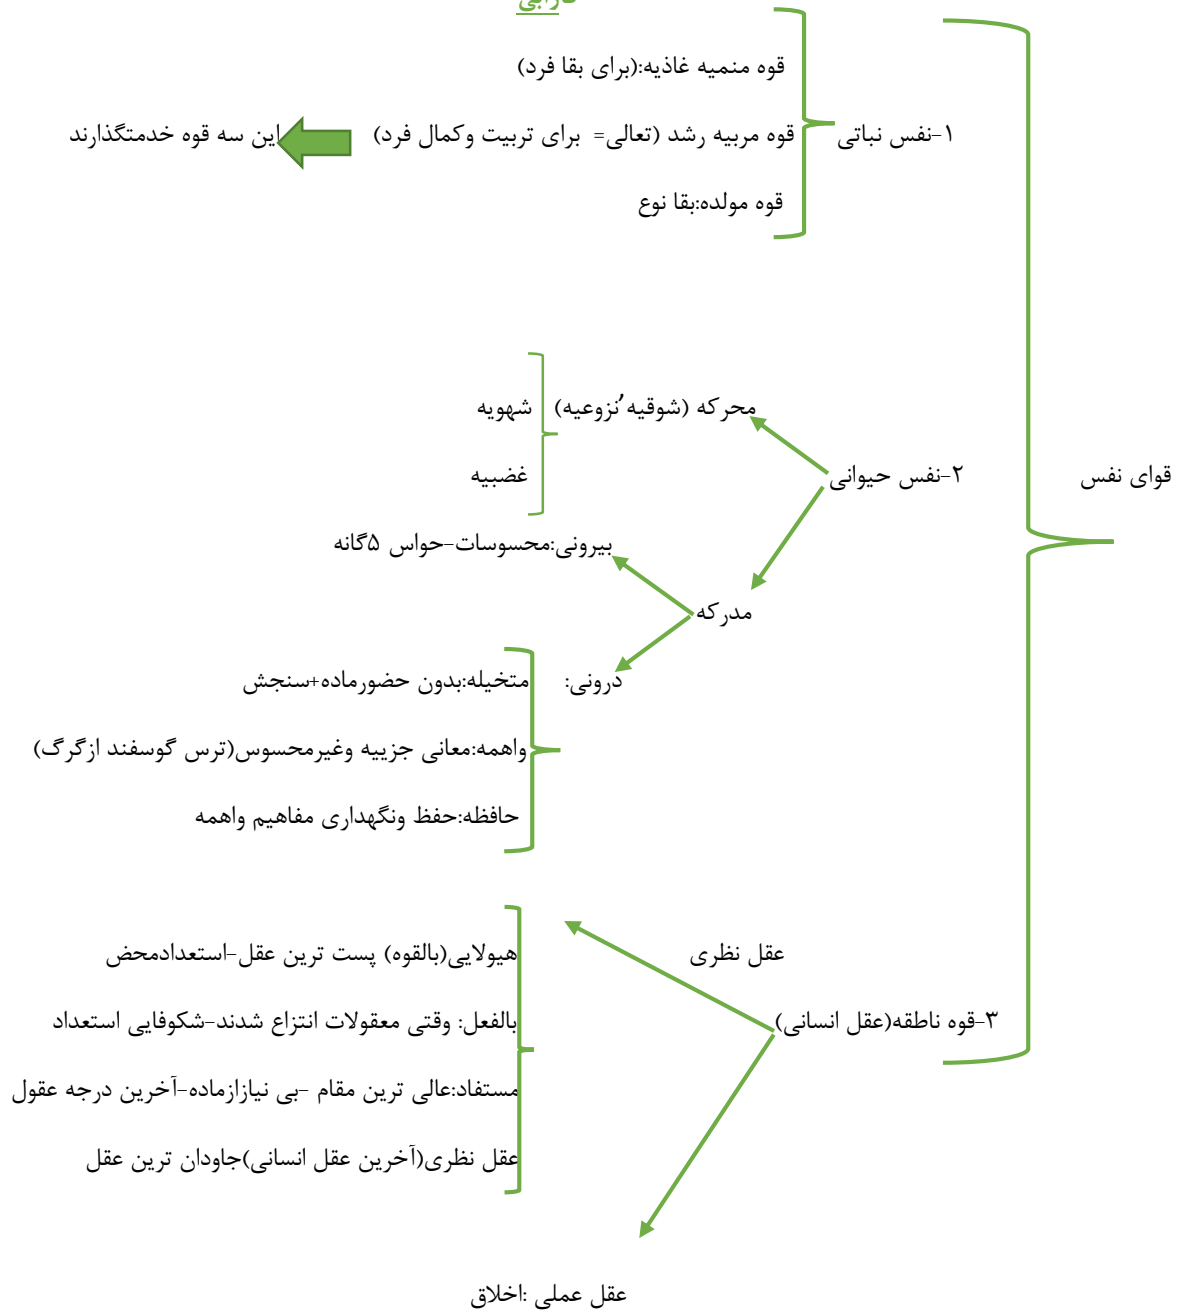 قوه منمیه غاذیه:(برای بقا فرد)
۱-نفس نباتی قوه مربیه رشد (تعالی= برای تربیت وکمال فرد) این سه قوه خدمتگذارند
قوه مولده:بقا نوع
محرکه (شوقیه٬نزوعیه) شهویه
قوای نفس ۲-نفس حیوانی غضبیه
بیرونی:محسوسات-حواس ۵گانه
مدرکه
درونی: متخیله:بدون حضورماده+سنجش
واهمه:معانی جزییه وغیرمحسوس(ترس گوسفند ازگرگ)
حافظه:حفظ ونگهداری مفاهیم واهمه
عقل نظری هیولایی(بالقوه) پست ترین عقل-استعدادمحض
۳-قوه ناطقه(عقل انسانی) بالفعل: وقتی معقولات انتزاع شدند-شکوفایی استعداد
مستفاد:عالی ترین مقام -بی نیازازماده-آخرین درجه عقول
عقل نظری(آخرین عقل انسانی)جاودان ترین عقل
عقل عملی :اخلاق